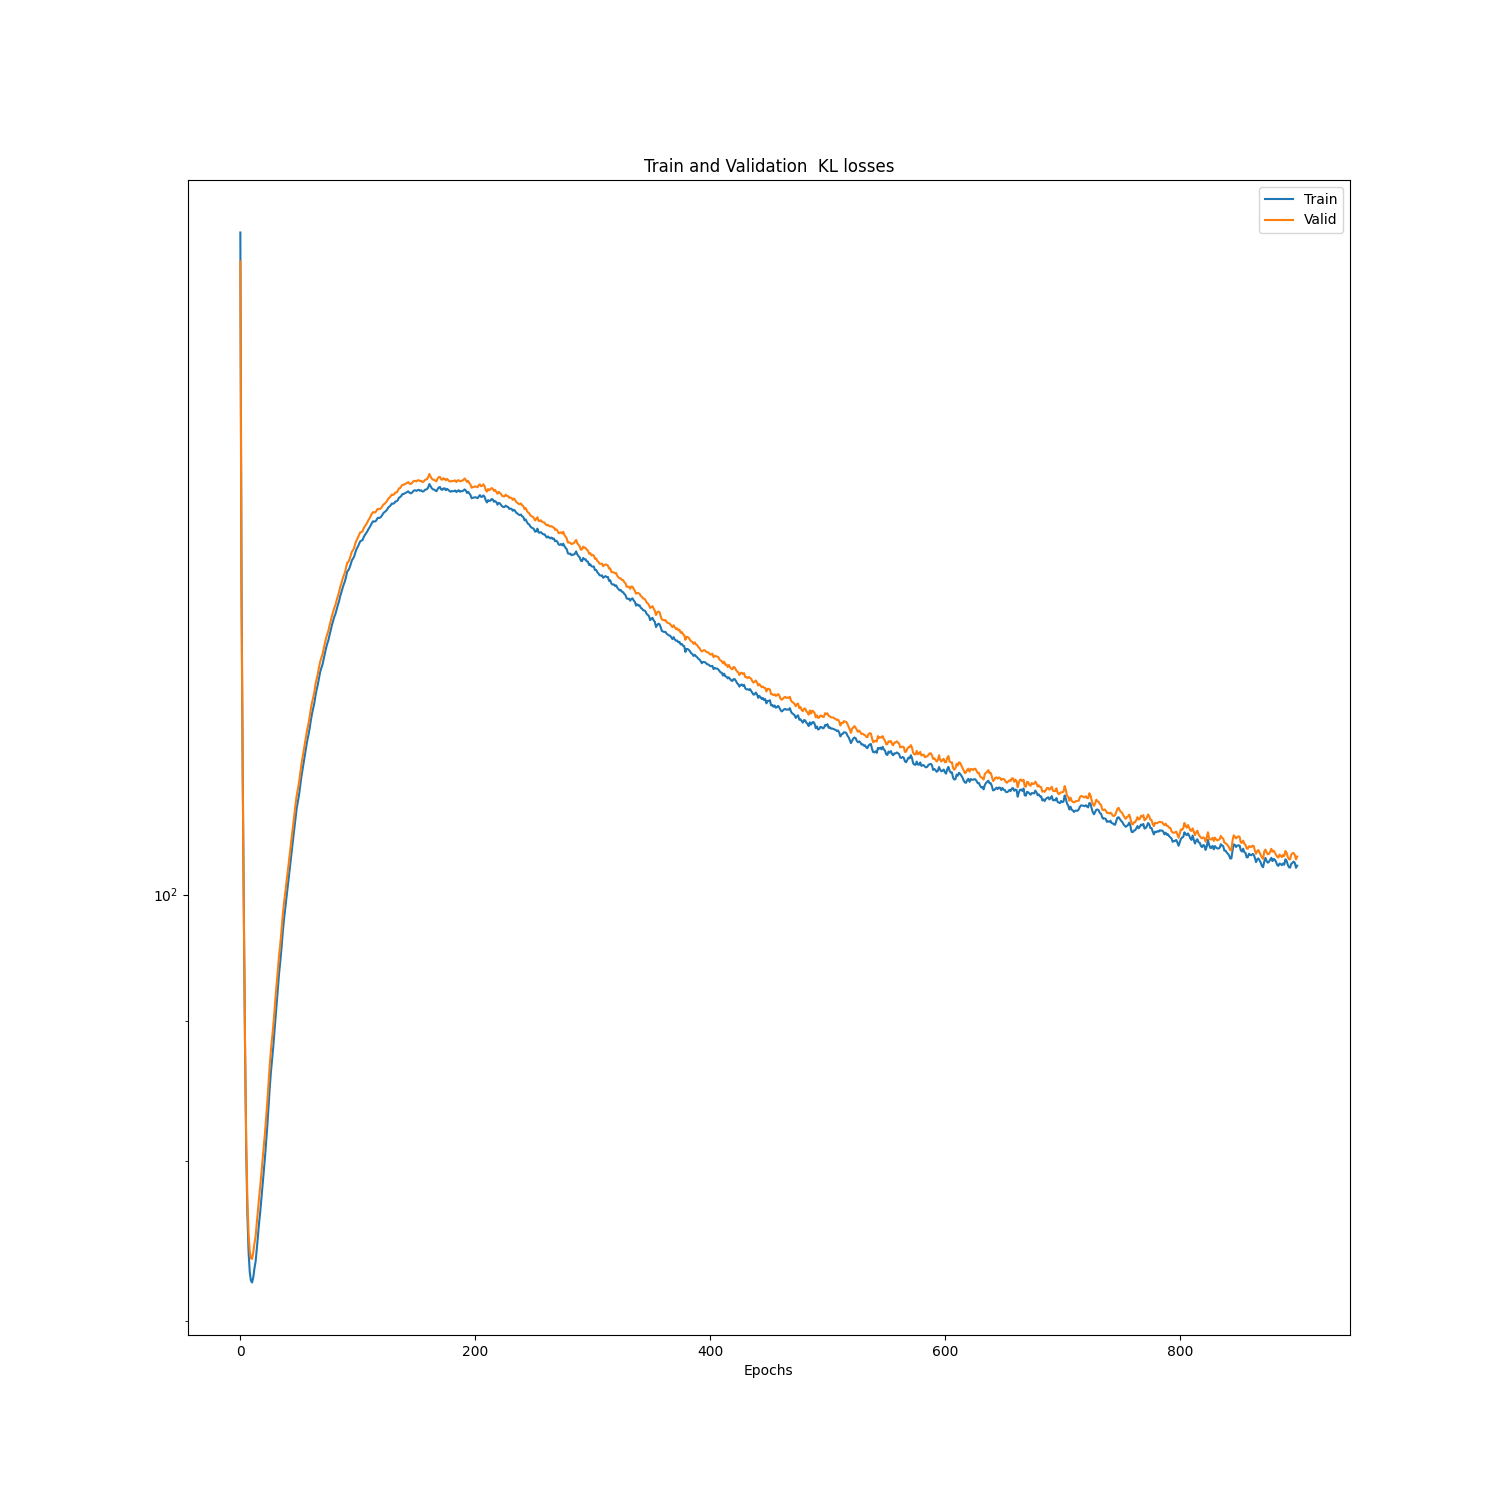 Train and Validation  KL losses
Train
Valid
10²
0 200 400 600 800
Epochs